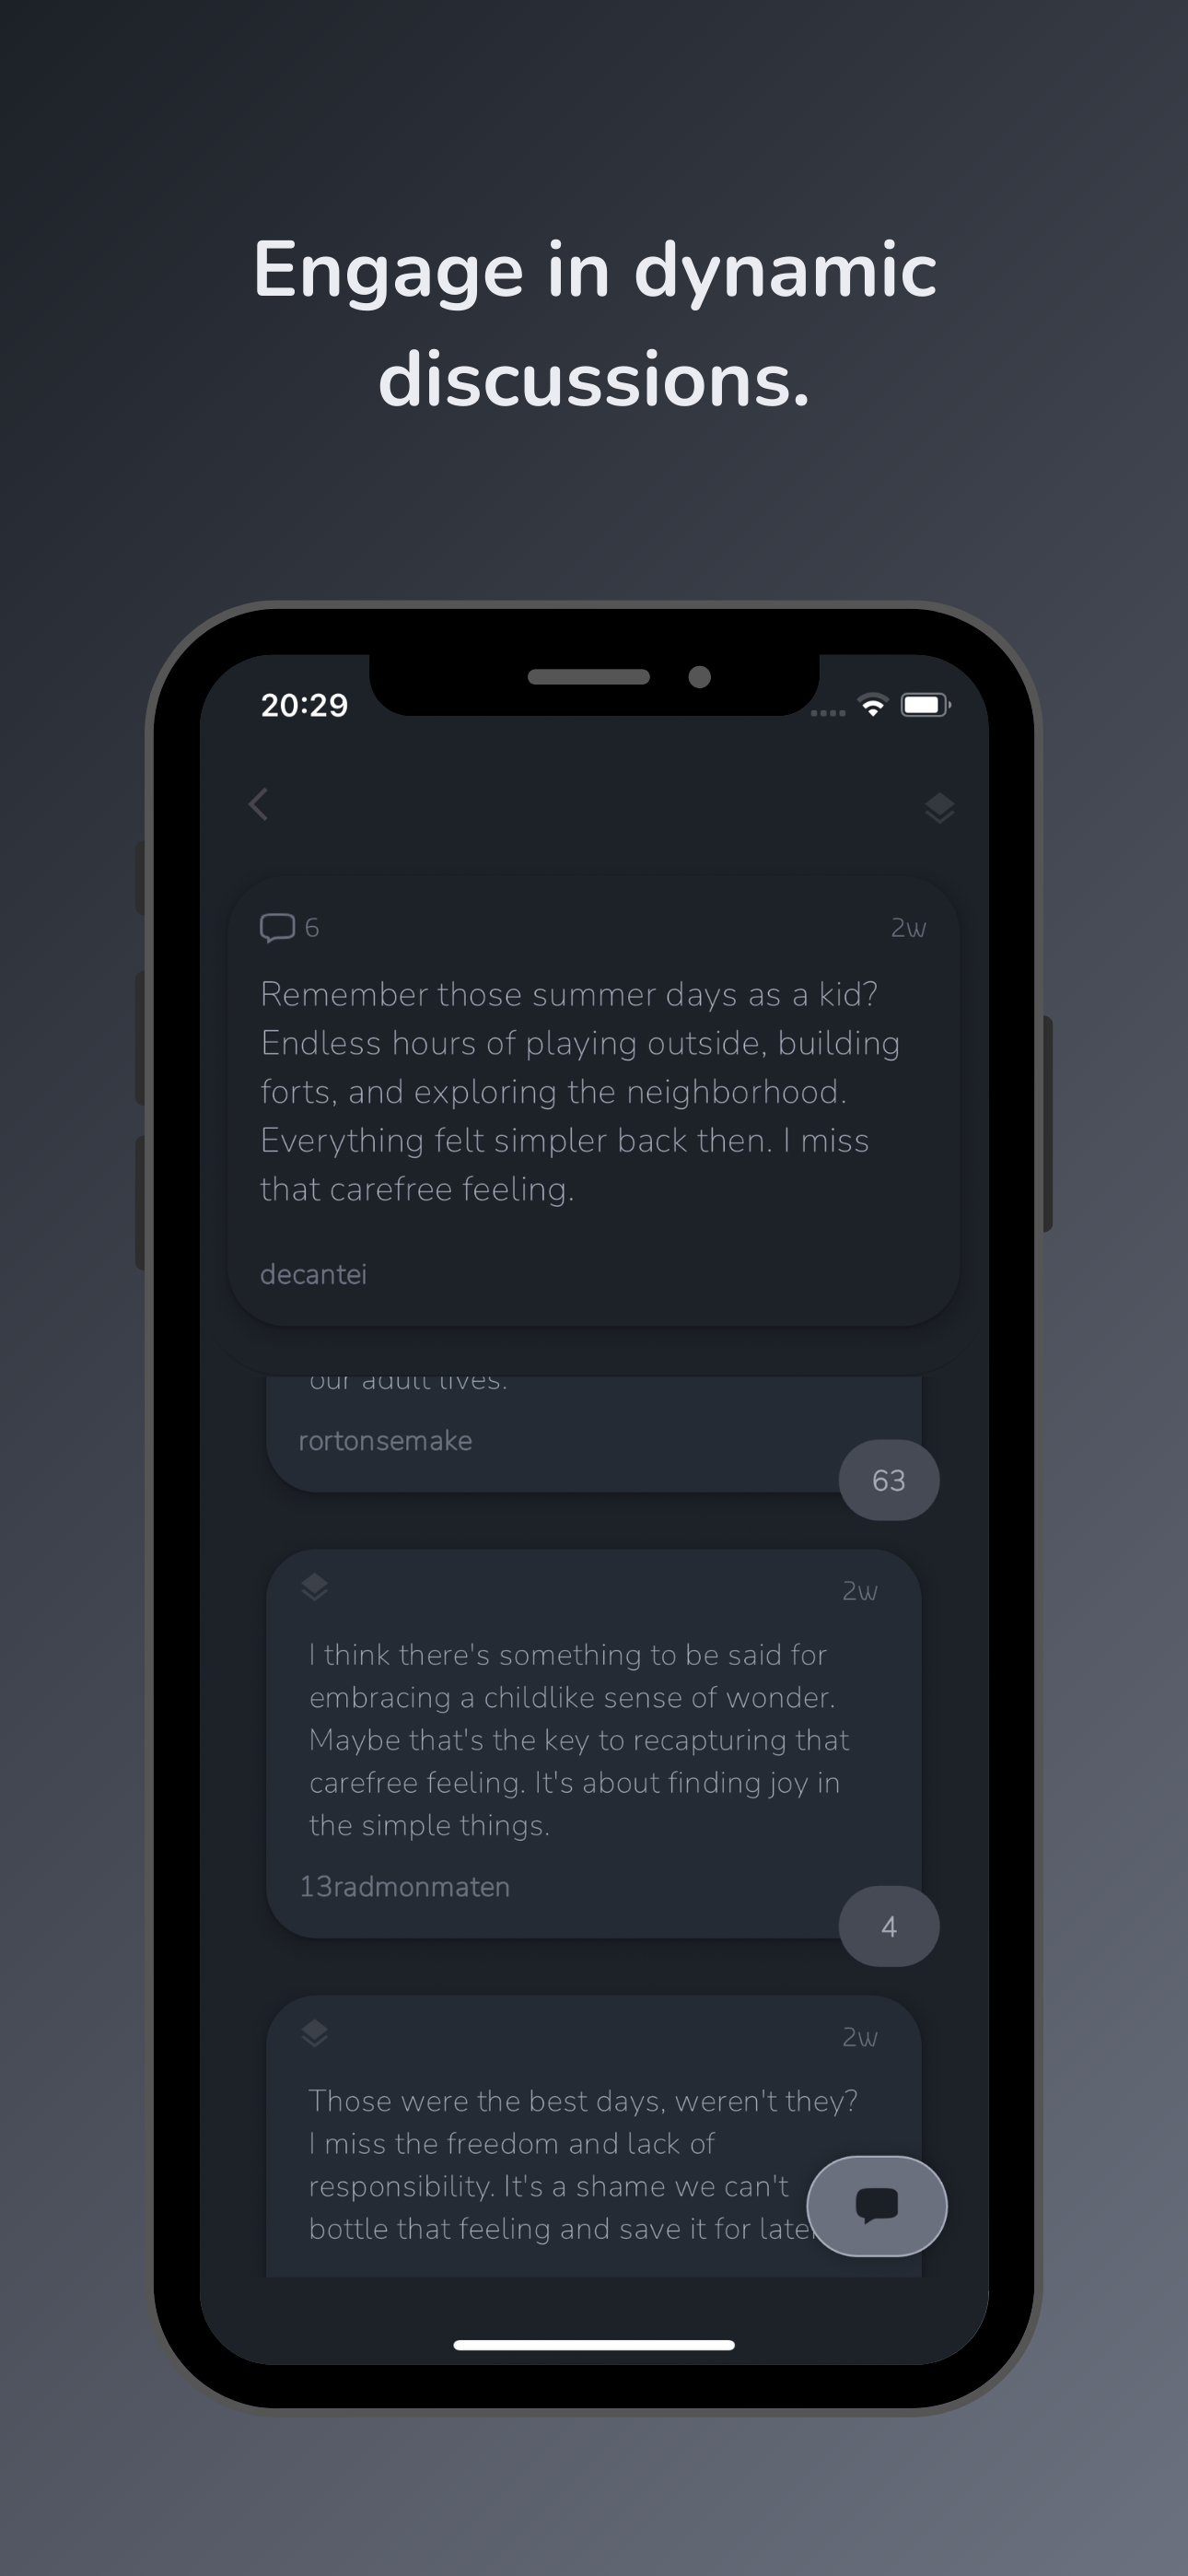 Engage in dynamic
discussions.
20:29
6
2w
Remember those summer days as a kid?
Endless hours of playing outside, building
forts, and exploring the neighborhood.
Everything felt simpler back then. I miss
that carefree feeling.
decantei
our adult lives.
rortonsemake
63
2w
I think there's something to be said for
embracing a childlike sense of wonder.
Maybe that's the key to recapturing that
carefree feeling. It's about finding joy in
the simple things.
13radmonmaten
4
2w
Those were the best days, weren't they?
I miss the freedom and lack of
responsibility. It's a shame we can't
bottle that feeling and save it for later